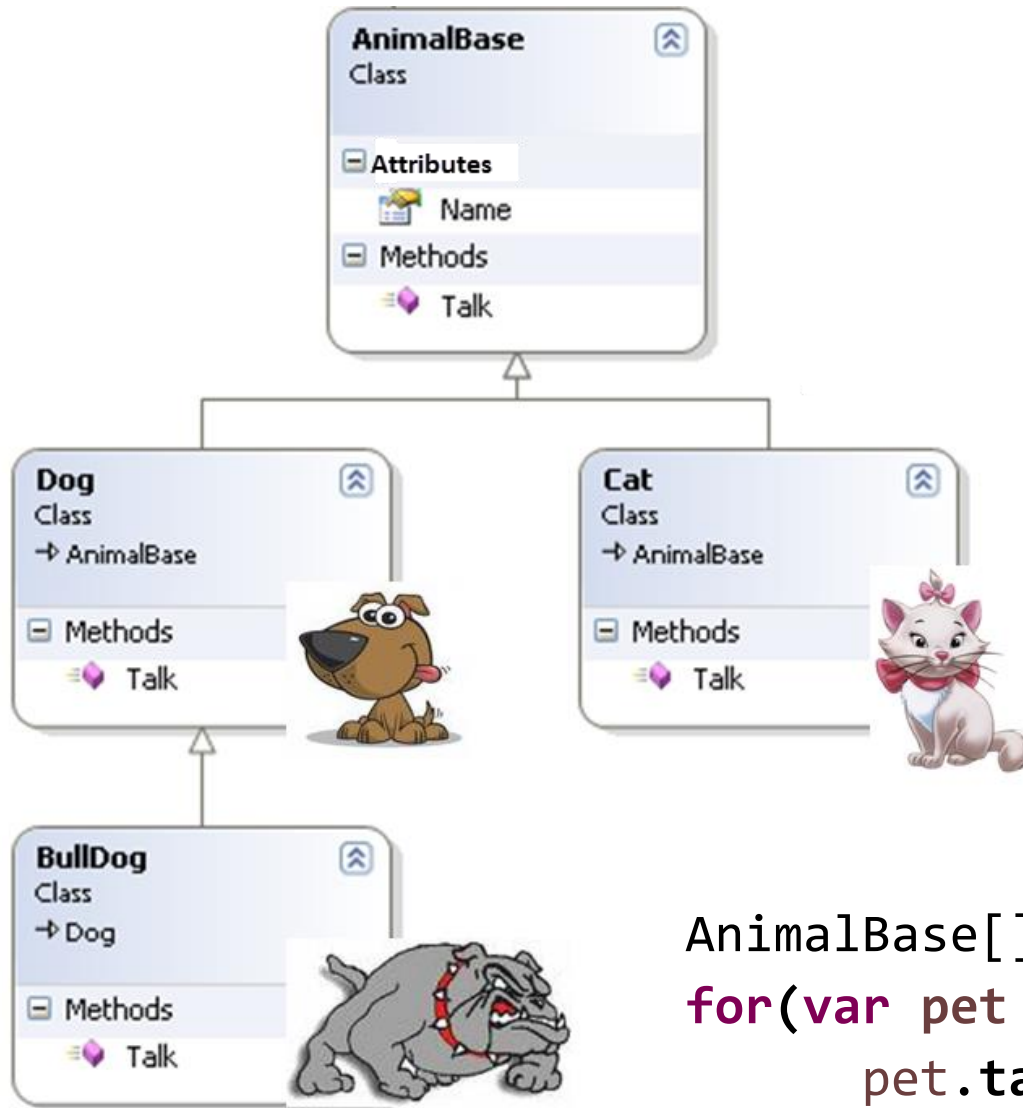 AnimalBase
Class
Attributes
Name
Methods
Talk
Dog
Class
AnimalBase
Methods
Talk
Cat
Class
AnimalBase
Methods
Talk
BullDog
Class
Dog
Methods
Talk
AnimalBase[]
for(var pet
pet.ta